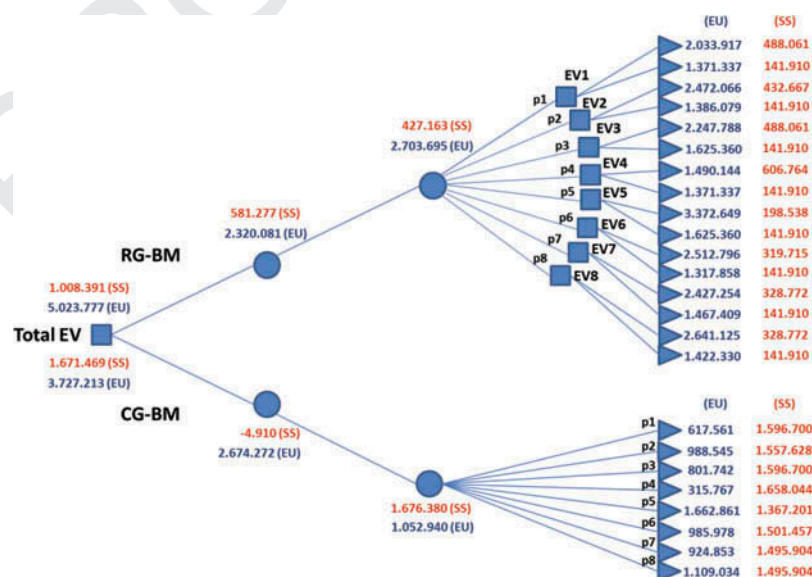 (EU) (SS)
2.033.917 488.061
EV1
1.371.337 141.910
p1
2.472.066 432.667
EV2
1.386.079 141.910
p2
427.163 (SS)
EV3
2.247.788 488.061
2.703.695 (EU)
p3
1.625.360 141.910
EV4
1.490.144 606.764
p4
1.371.337 141.910
p5
EV5
581.277 (SS)
3.372.649 198.538
p6
EV6
1.625.360 141.910
2.320.081 (EU)
RG-BM
p7
EV7
2.512.796 319.715
p8
EV8
1.317.858 141.910
1.008.391 (SS)
2.427.254 328.772
5.023.777 (EU)
1.467.409 141.910
Total EV
2.641.125 328.772
1.671.469 (SS)
1.422.330 141.910
3.727.213 (EU)
CG-BM
(EU) (SS)
-4.910 (SS)
p1 617.561 1.596.700
2.674.272 (EU)
p2 988.545 1.557.628
p3 801.742 1.596.700
p4 315.767 1.658.044
1.676.380 (SS)
p5 1.662.861 1.367.201
1.052.940 (EU)
p6 985.978 1.501.457
p7 924.853 1.495.904
p8 1.109.034 1.495.904